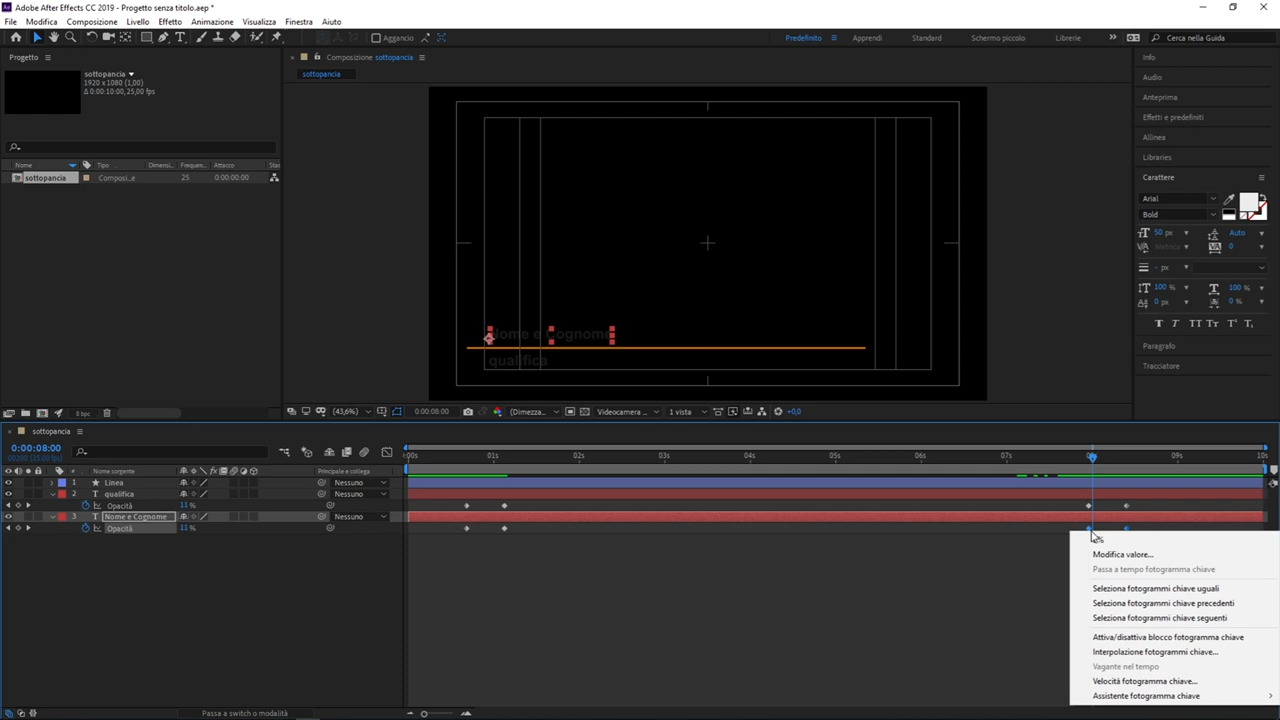 Adobe After Effects CC 2019 - Progetto senza titolo.aep *
File Modifica Composizione Livello Effetto Animazione Visualizza Finestra Aiuto
Aggancio
Predefinito
Apprendi
Standard
Schermo piccolo
Librerie
Cerca nella Guida
Progetto
sottopancia
1920 x 1080 (1,00)
Δ 0:00:10:00, 25,00 fps
Nome Tipo Dimensi.. Frequen.. Attacco
sottopancia Composi...e 25 0:00:00:00
8 bpc
Composizione sottopancia
sottopancia
Nome e Cognome
qualifica
(43,6%)
0:00:08:00
(Dimezza...
Videocamera ...
1 vista
+0,0
Info
Audio
Anteprima
Effetti e predefiniti
Allinea
Libraries
Carattere
Arial
Bold
50 px
Auto
Metrica
0
- px
100 %
100 %
0 px
0 %
Paragrafo
Tracciatore
sottopancia
0:00:08:00
00200 (25.00 fps)
# Nome sorgente
Principale e collega
1 Linea Nessuno
2 qualifica Nessuno
Opacità 11 %
3 Nome e Cognome Nessuno
Opacità 11 %
:00s 01s 02s 03s 04s 05s 06s 07s 09s 10s
Modifica valore...
Passa a tempo fotogramma chiave
Seleziona fotogrammi chiave uguali
Seleziona fotogrammi chiave precedenti
Seleziona fotogrammi chiave seguenti
Attiva/disattiva blocco fotogramma chiave
Interpolazione fotogrammi chiave...
Vagante nel tempo
Velocità fotogramma chiave...
Assistente fotogramma chiave
Passa a switch o modalità